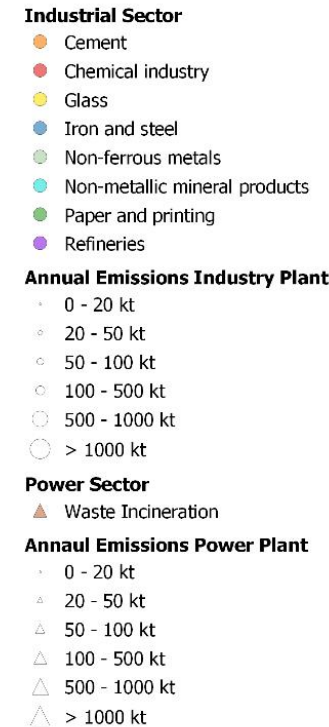 Industrial Sector
Cement
Chemical industry
Glass
Iron and steel
Non-ferrous metals
Non-metallic mineral products
Paper and printing
Refineries
Annual Emissions Industry Plant
0 - 20 kt
20 - 50 kt
50 - 100 kt
100 - 500 kt
500 - 1000 kt
> 1000 kt
Power Sector
Waste Incineration
Annaul Emissions Power Plant
0 - 20 kt
20 - 50 kt
50 - 100 kt
100 - 500 kt
500 - 1000 kt
> 1000 kt